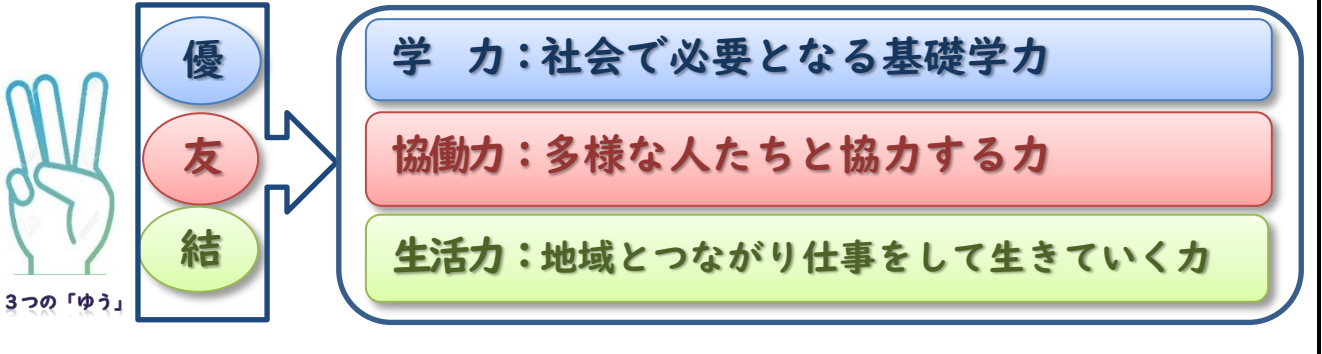 優
学　力：社会で必要となる基礎学力
友
協働力：多様な人たちと協力する力
結
生活力：地域とつながり仕事をして生きていく力
３つの「ゆう」